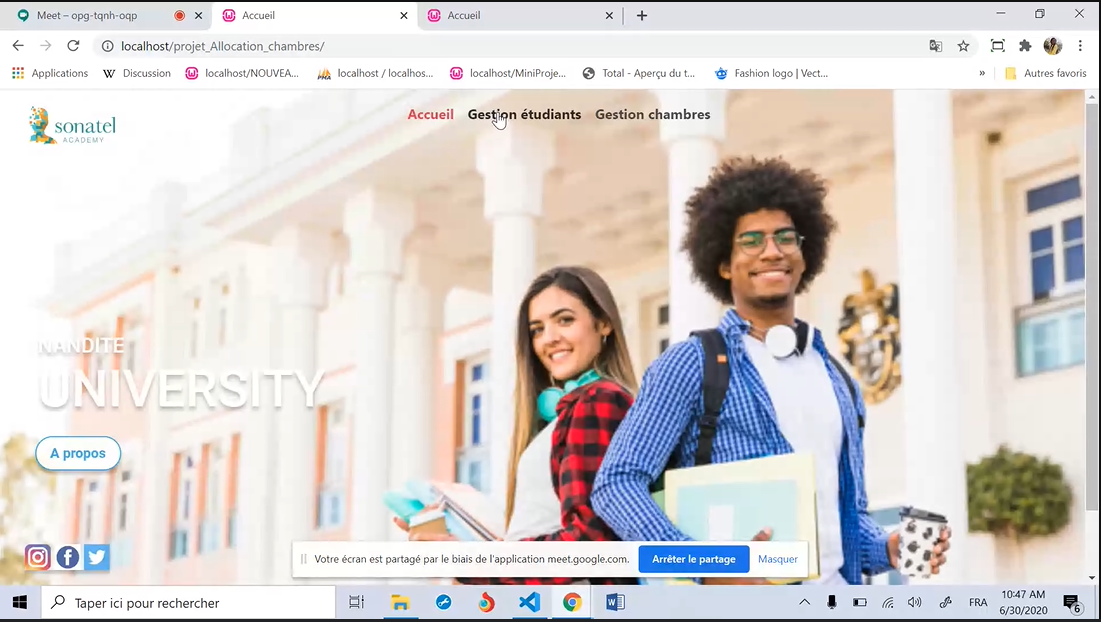 Meet – opg-tqnh-oqp
Accueil
Accueil
localhost/projet_Allocation_chambres/
Applications
Discussion
localhost/NOUVEA...
localhost / localhos...
localhost/MiniProje...
Total - Aperçu du t...
Fashion logo | Vect...
»
Autres favoris
sonatel
ACADEMY
Accueil Gestion étudiants Gestion chambres
NANDITE
UNIVERSITY
A propos
Votre écran est partagé par le biais de l'application meet.google.com.
Arrêter le partage
Masquer
Taper ici pour rechercher
FRA
10:47 AM
6/30/2020
6